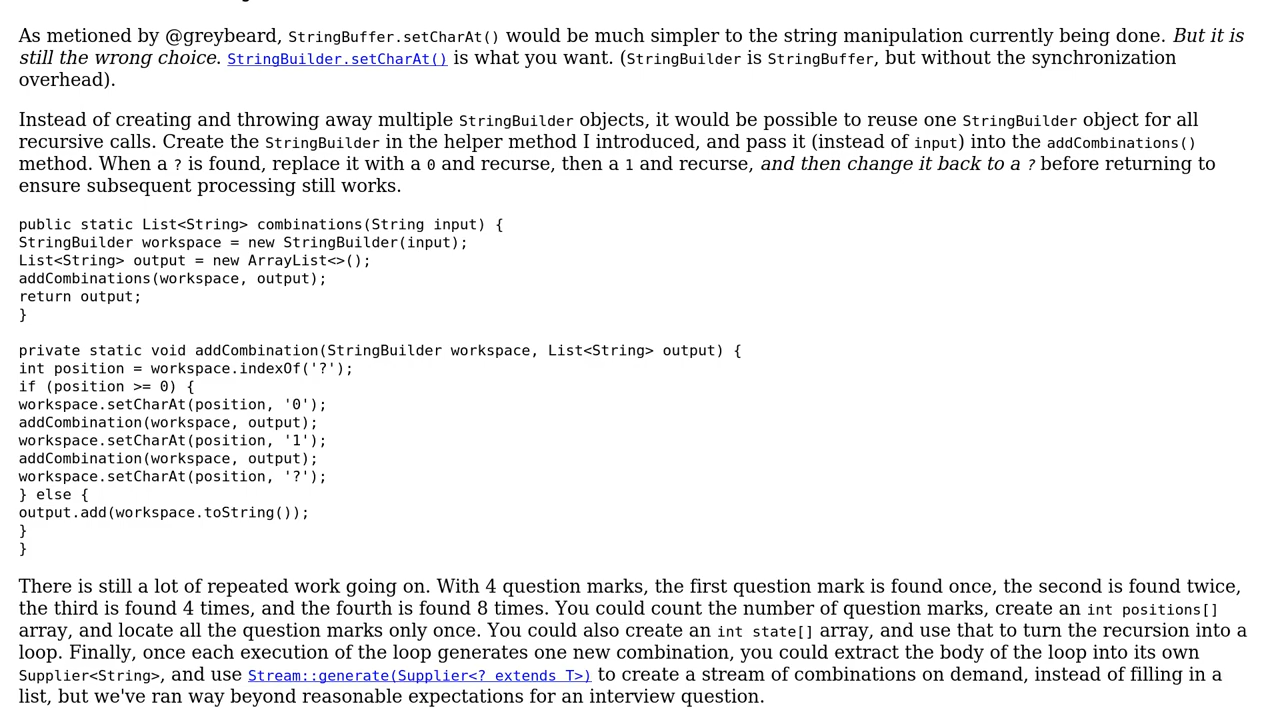 As metioned by @greybeard, StringBuffer.setCharAt() would be much simpler to the string manipulation currently being done. But it is
still the wrong choice. StringBuilder.setCharAt() is what you want. (StringBuilder is StringBuffer, but without the synchronization
overhead).
Instead of creating and throwing away multiple StringBuilder objects, it would be possible to reuse one StringBuilder object for all
recursive calls. Create the StringBuilder in the helper method I introduced, and pass it (instead of input) into the addCombinations()
method. When a ? is found, replace it with a 0 and recurse, then a 1 and recurse, and then change it back to a ? before returning to
ensure subsequent processing still works.
public static List<String> combinations(String input) {
StringBuilder workspace = new StringBuilder(input);
List<String> output = new ArrayList<>();
addCombinations(workspace, output);
return output;
}
private static void addCombination(StringBuilder workspace, List<String> output) {
int position = workspace.indexOf('?');
if (position >= 0) {
workspace.setCharAt(position, '0');
addCombination(workspace, output);
workspace.setCharAt(position, '1');
addCombination(workspace, output);
workspace.setCharAt(position, '?');
} else {
output.add(workspace.toString());
}
}
There is still a lot of repeated work going on. With 4 question marks, the first question mark is found once, the second is found twice,
the third is found 4 times, and the fourth is found 8 times. You could count the number of question marks, create an int positions[]
array, and locate all the question marks only once. You could also create an int state[] array, and use that to turn the recursion into a
loop. Finally, once each execution of the loop generates one new combination, you could extract the body of the loop into its own
Supplier<String>, and use Stream::generate(Supplier<? extends T>) to create a stream of combinations on demand, instead of filling in a
list, but we've ran way beyond reasonable expectations for an interview question.